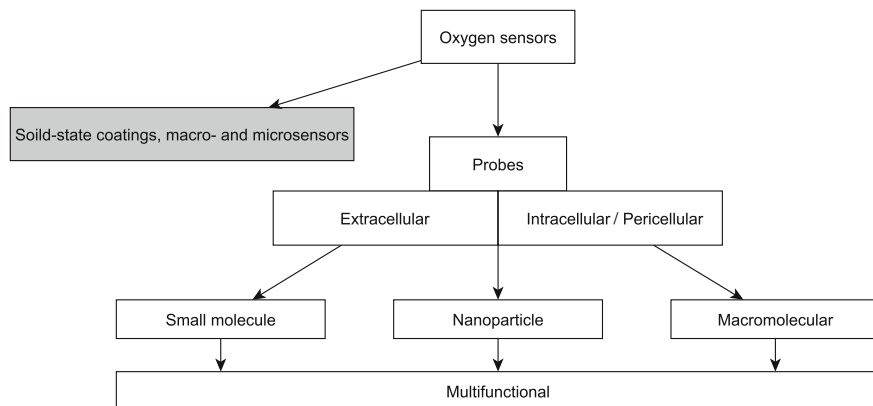 Oxygen sensors
Soild-state coatings, macro- and microsensors
Probes
Extracellular
Intracellular / Pericellular
Small molecule
Nanoparticle
Macromolecular
Multifunctional